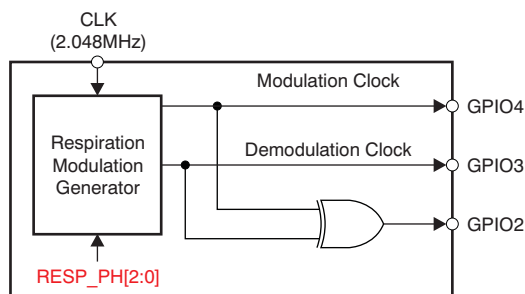 CLK
(2.048MHz)
Modulation Clock
GPIO4
Respiration
Modulation
Generator
Demodulation Clock
GPIO3
GPIO2
RESP_PH[2:0]